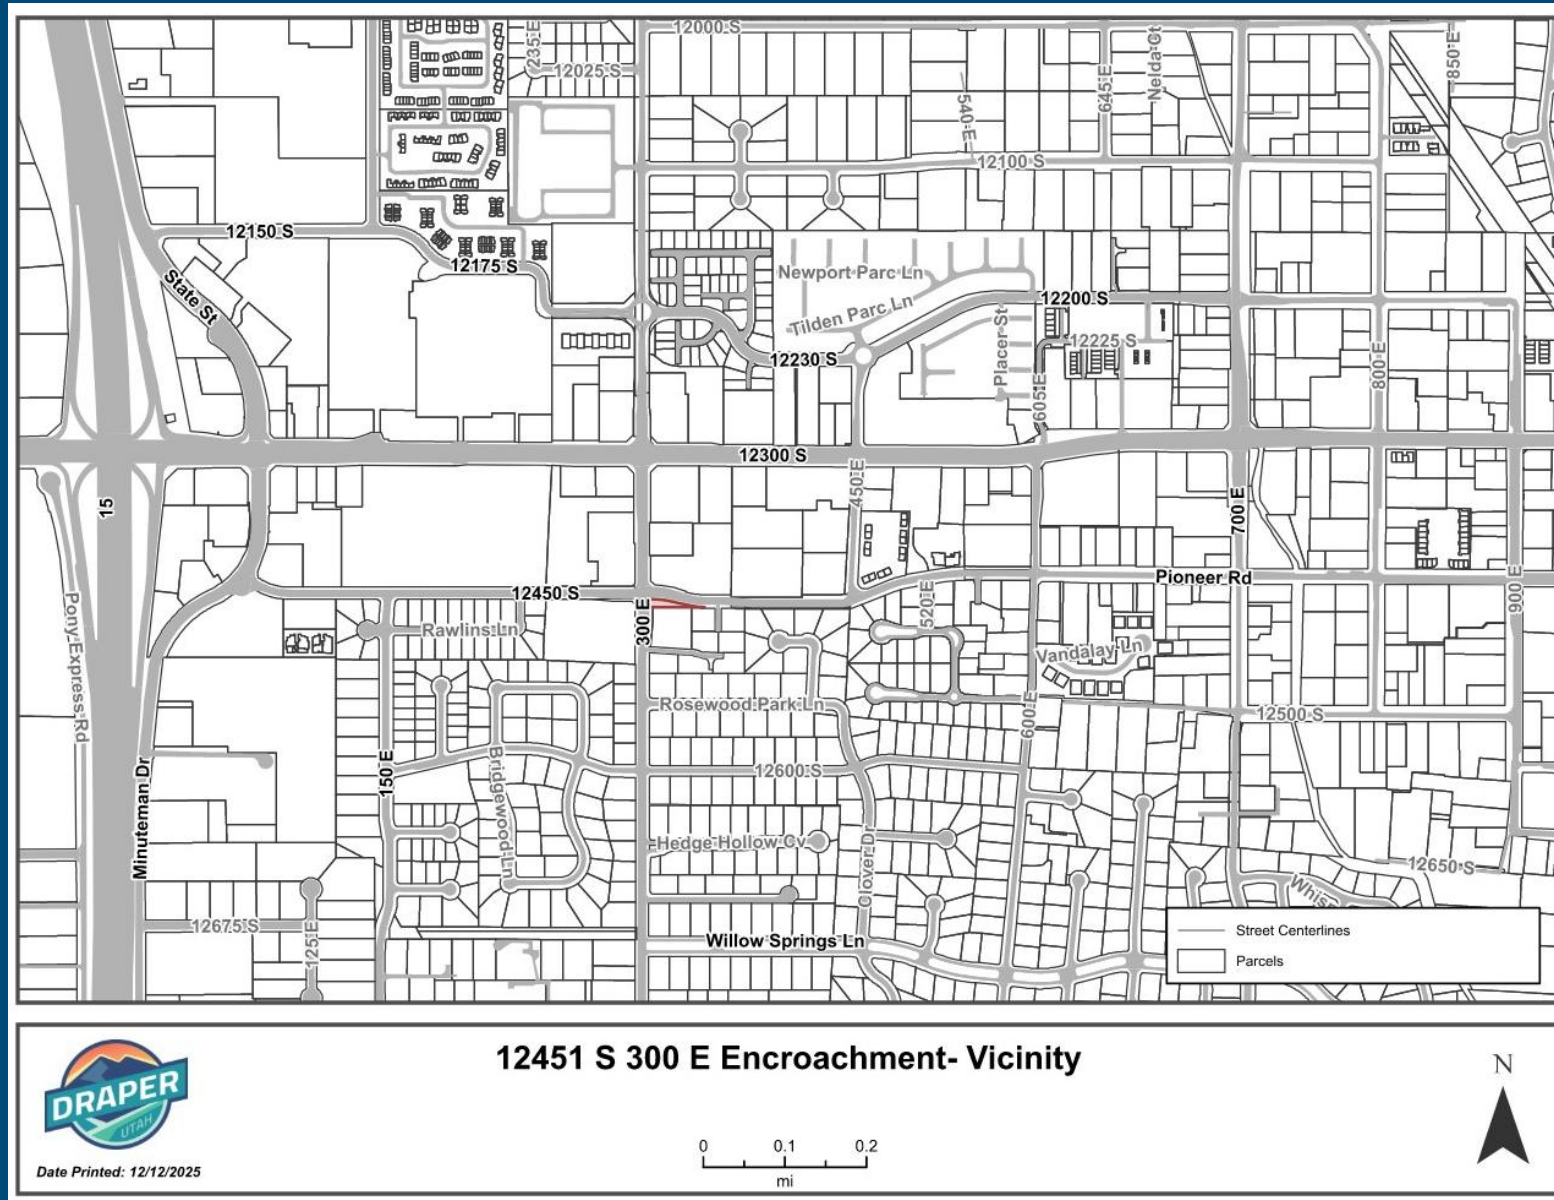 12000 S
235 E
12025 S
645 E
Nelda Ct
850 E
540 E
12100 S
12150 S
12175 S
State St
Newport Parc Ln
Tilden Parc Ln
12200 S
Placer St
12225 S
12230 S
605 E
800 E
12300 S
450 E
15
700 E
Pioneer Rd
12450 S
300 E
520 E
900 E
Pony Express Rd
Rawlins Ln
Vandalay Ln
Rosewood Park Ln
600 E
12500 S
150 E
Bridgewood Ln
12600 S
Minuteman Dr
Hedge Hollow Cv
Clover Dr
12650 S
12675 S
125 E
Willow Springs Ln
Street Centerlines
Parcels
12451 S 300 E Encroachment- Vicinity
DRAPER
UTAH
N
0 0.1 0.2
mi
Date Printed: 12/12/2025